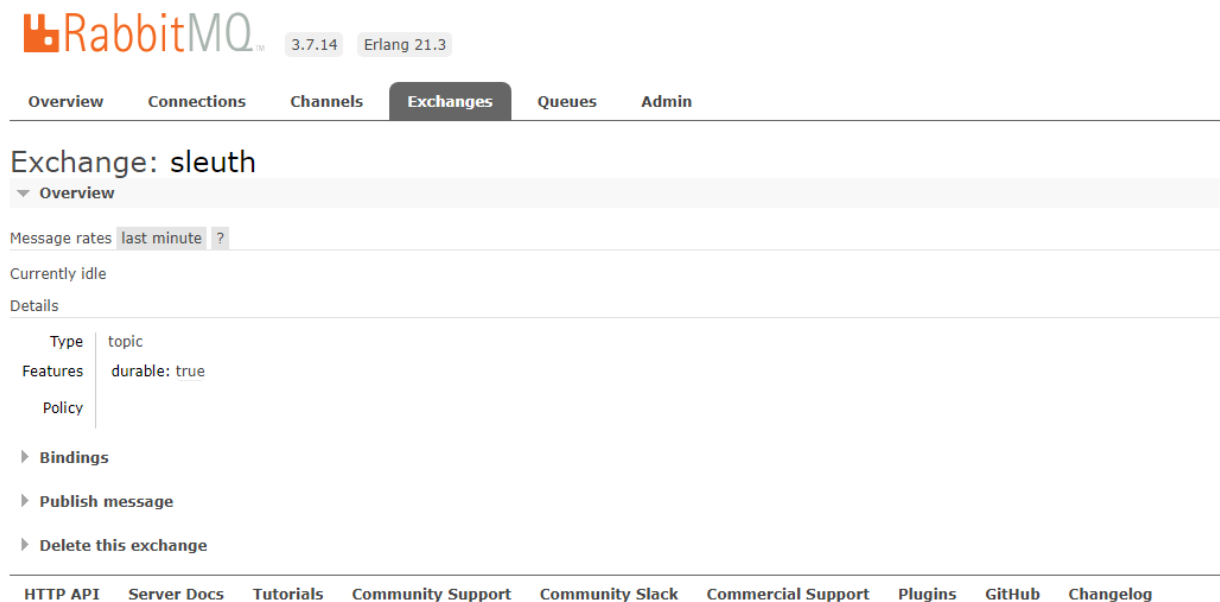 RabbitMQ TM 3.7.14 Erlang 21.3
Overview Connections Channels Exchanges Queues Admin
Exchange: sleuth
Overview
Message rates last minute ?
Currently idle
Details
Type topic
Features durable: true
Policy
Bindings
Publish message
Delete this exchange
HTTP API Server Docs Tutorials Community Support Community Slack Commercial Support Plugins GitHub Changelog